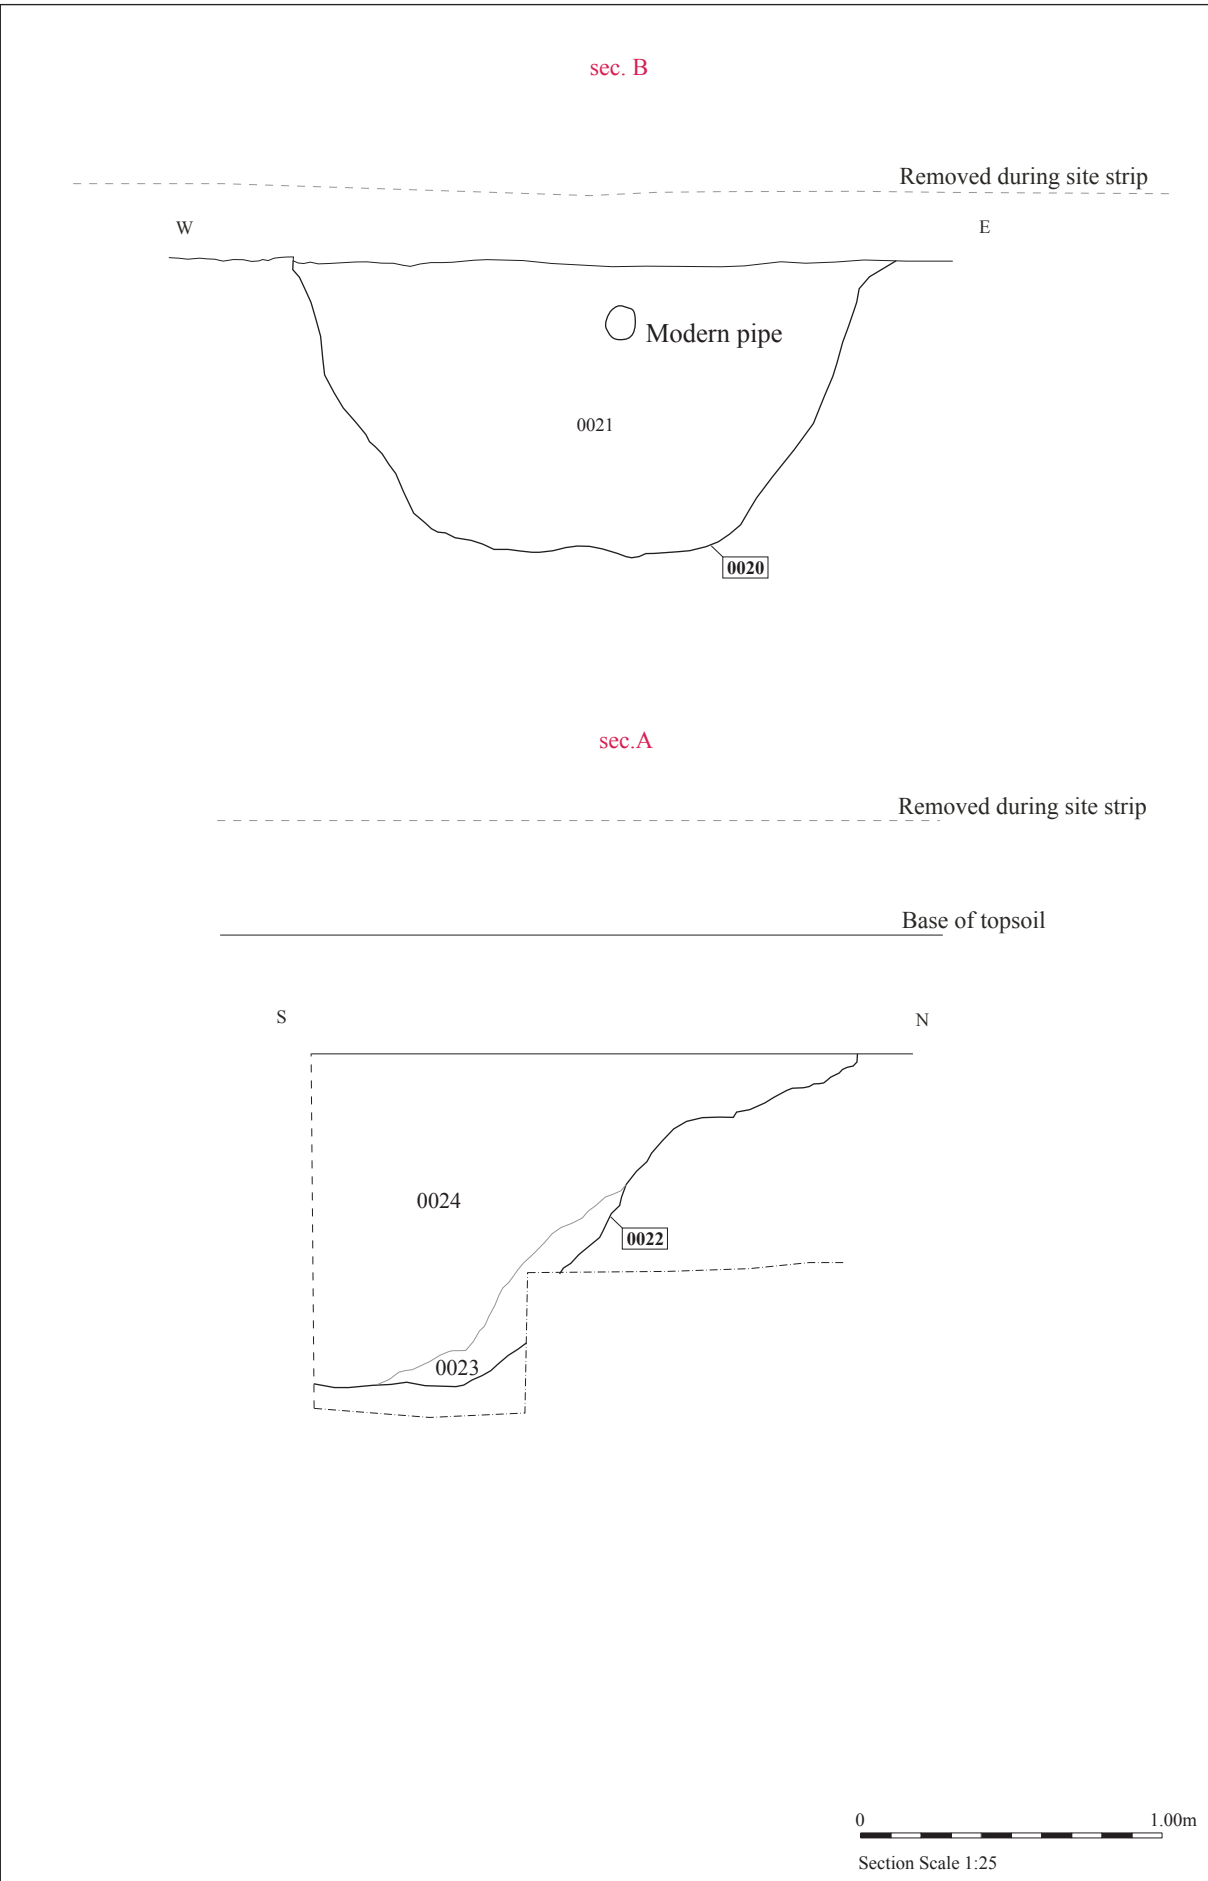 sec. B
Removed during site strip
W
E
Modern pipe
0021
0020
sec.A
Removed during site strip
Base of topsoil
S
N
0024
0022
0023
0 1.00m
Section Scale 1:25